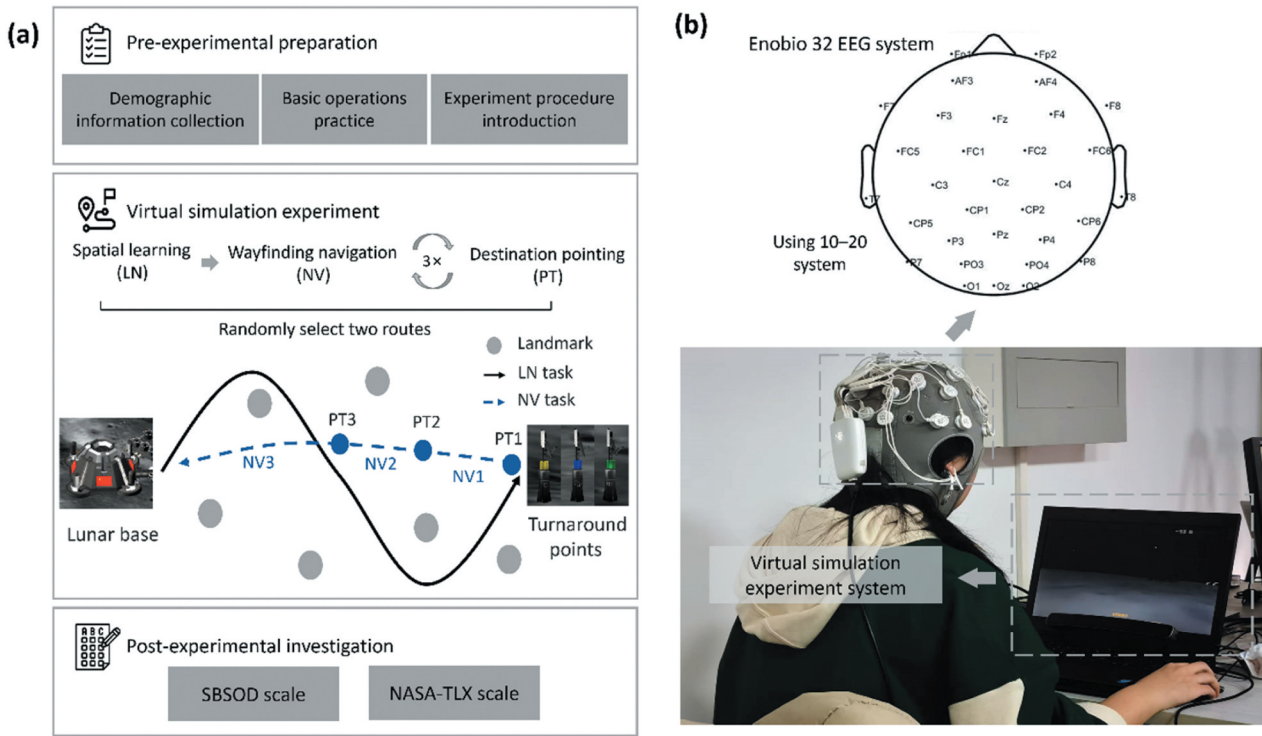 (a)
Pre-experimental preparation
Demographic
information collection
Basic operations
practice
Experiment procedure
introduction
Virtual simulation experiment
Spatial learning
(LN)
Wayfinding navigation
(NV)
3×
Destination pointing
(PT)
Randomly select two routes
Landmark
LN task
NV task
PT3
PT2
PT1
NV3
NV2
NV1
Lunar base
Turnaround
points
Post-experimental investigation
A B C
SBSOD scale
NASA-TLX scale
(b)
Enobio 32 EEG system
Using 10–20
system
Fp1
Fp2
AF3
AF4
F7
F3
Fz
F4
F8
FC5
FC1
FC2
FC6
T7
C3
Cz
C4
T8
CP5
CP1
CP2
CP6
P7
P3
Pz
P4
P8
PO3
PO4
O1
Oz
O2
Virtual simulation
experiment system